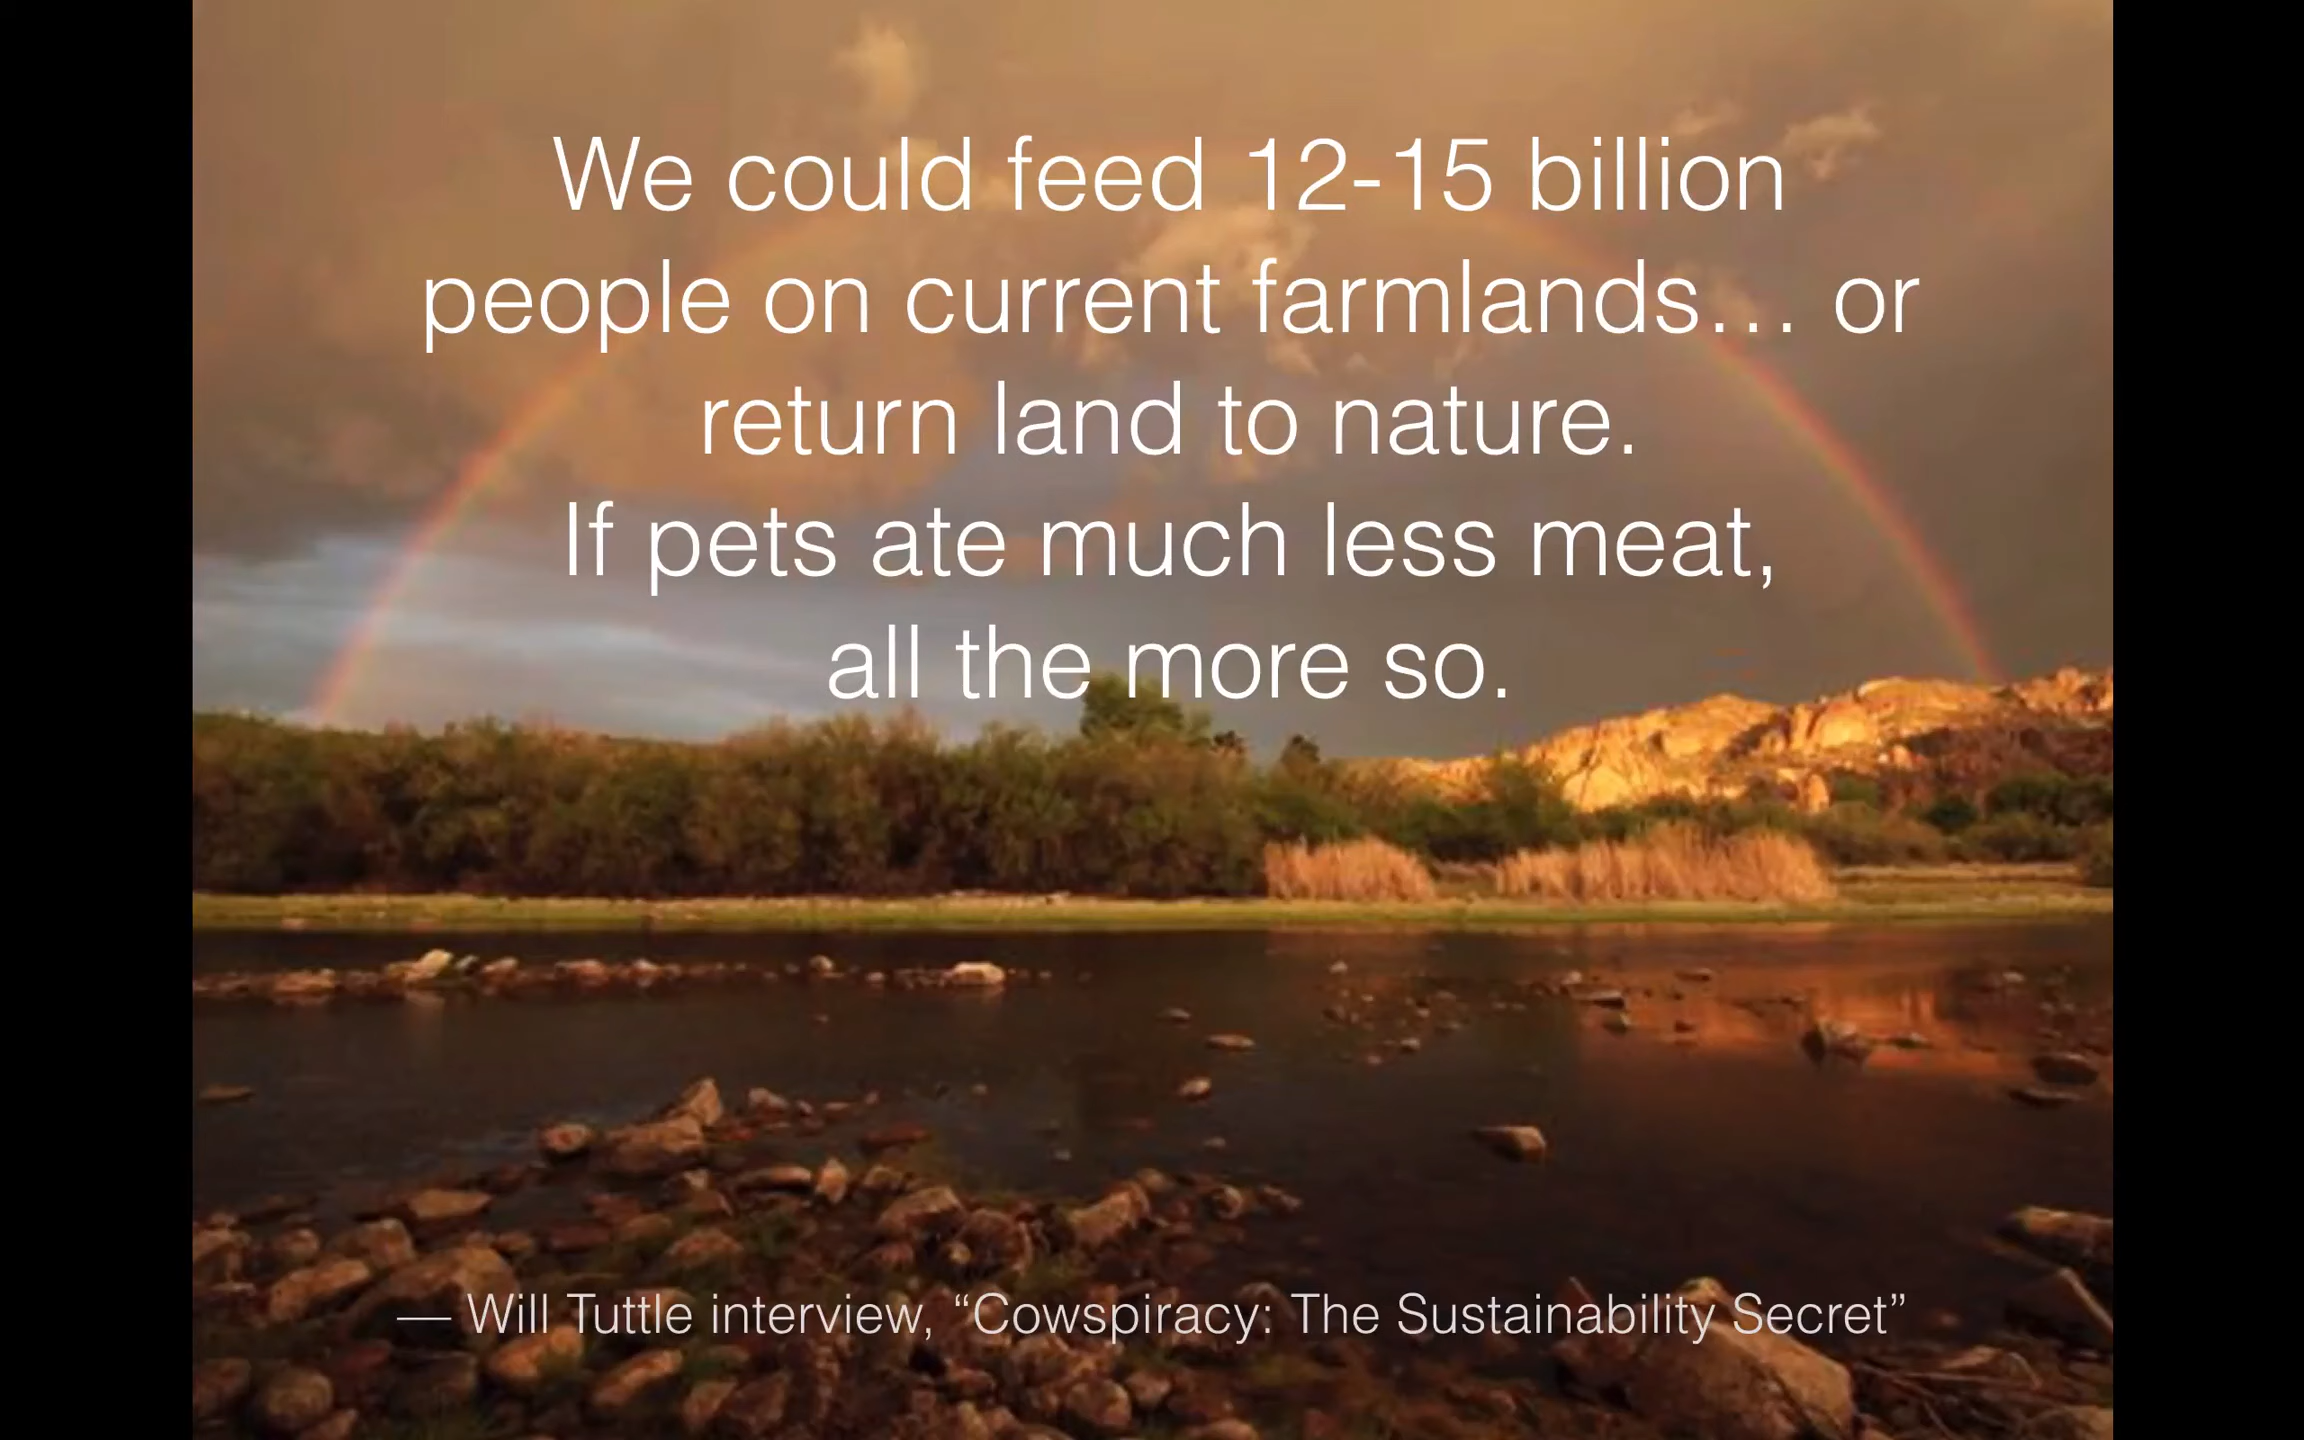 We could feed 12-15 billion
people on current farmlands… or
return land to nature.
If pets ate much less meat,
all the more so.
— Will Tuttle interview, “Cowspiracy: The Sustainability Secret”